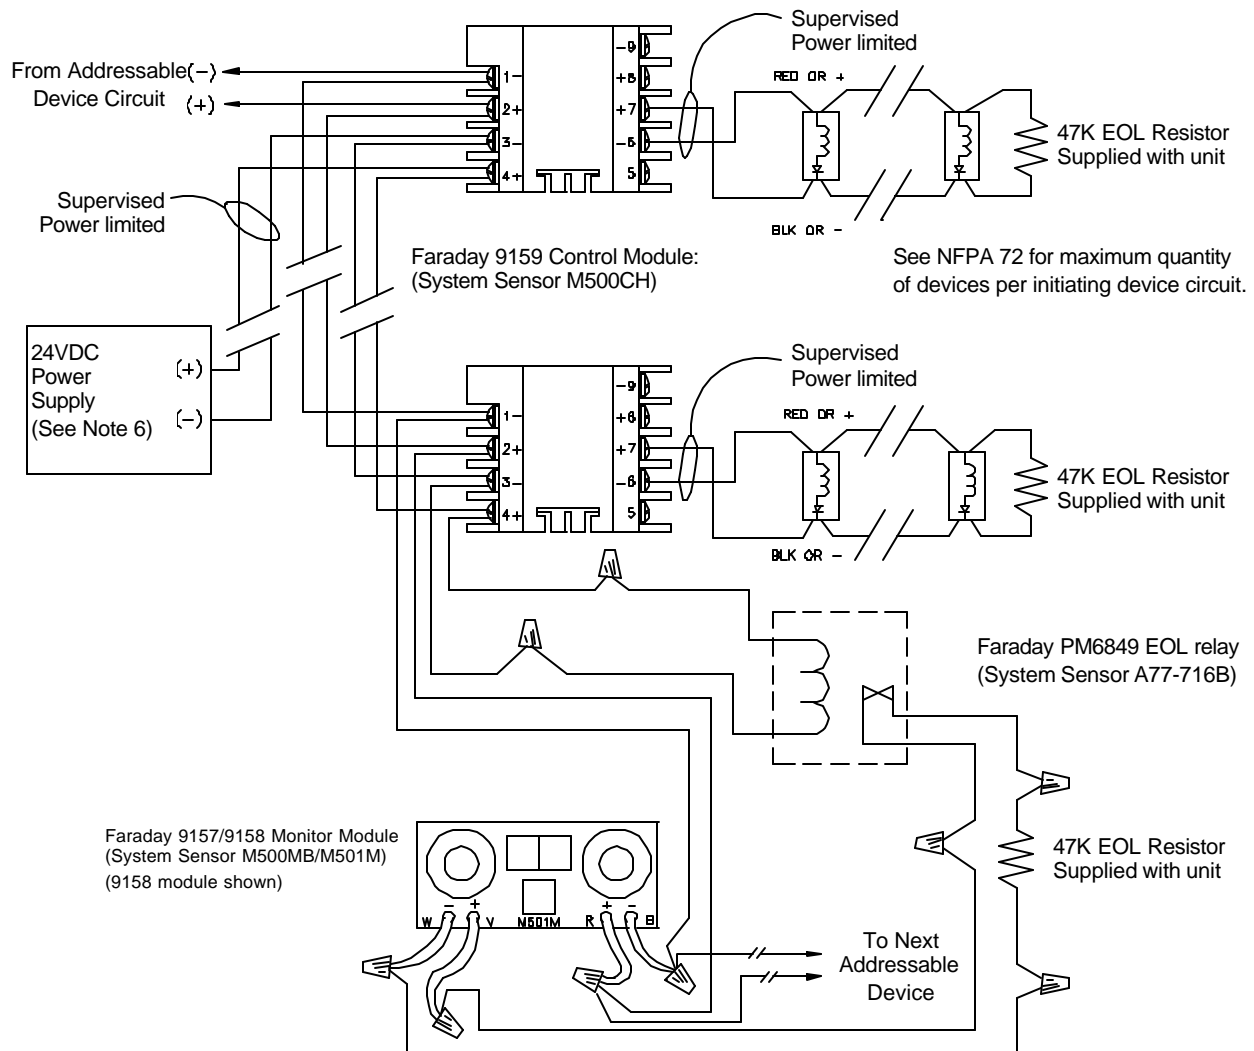 Supervised
Power limited
From Addressable (-)
Device Circuit (+)
1-
2+
3-
4+
-9
+8
+7
-6
5
RED OR +
47K EOL Resistor
Supplied with unit
BLK OR -
Supervised
Power limited
Faraday 9159 Control Module:
(System Sensor M500CH)
See NFPA 72 for maximum quantity
of devices per initiating device circuit.
24VDC
Power
Supply
(See Note 6)
(+)
(-)
Supervised
Power limited
1-
2+
3-
4+
-9
+7
-6
5
RED OR +
47K EOL Resistor
Supplied with unit
BLK OR -
Faraday PM6849 EOL relay
(System Sensor A77-716B)
Faraday 9157/9158 Monitor Module
(System Sensor M500MB/M501M)
(9158 module shown)
- +
W V
M501M
+ -
R B
47K EOL Resistor
Supplied with unit
To Next
Addressable
Device